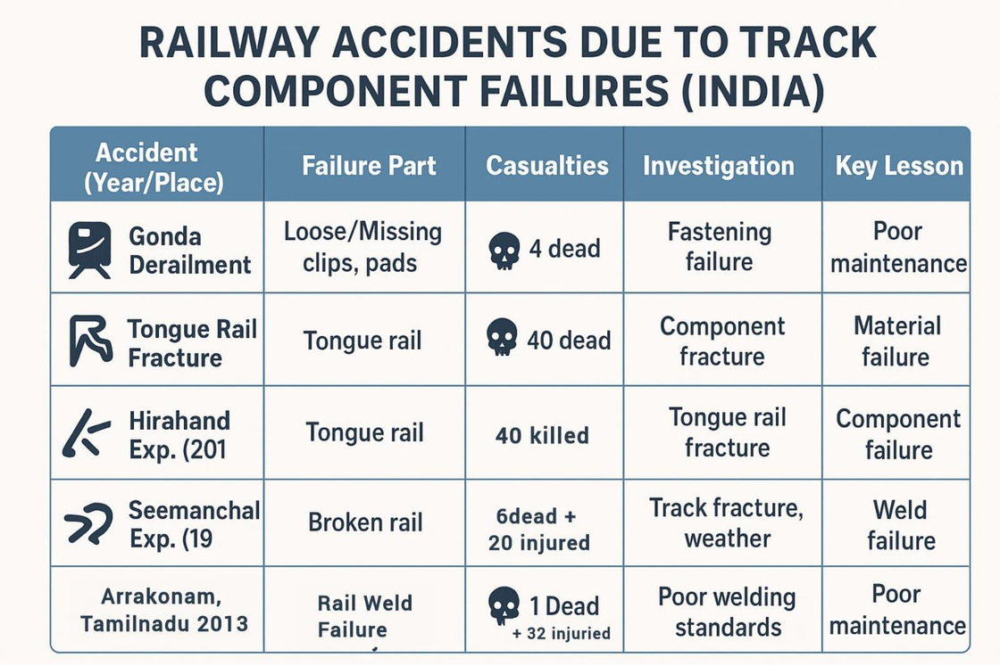 RAILWAY ACCIDENTS DUE TO TRACK
COMPONENT FAILURES (INDIA)
Accident
(Year/Place)
Failure Part
Casualties
Investigation
Key Lesson
Gonda
Derailment
Loose/Missing
clips, pads
4 dead
Fastening
failure
Poor
maintenance
Tongue Rail
Fracture
Tongue rail
40 dead
Component
fracture
Material
failure
Hirahand
Exp. (201
Tongue rail
40 killed
Tongue rail
fracture
Component
failure
Seemanchal
Exp. (19
Broken rail
6dead +
20 injured
Track fracture,
weather
Weld
failure
Arrakonam,
Tamilnadu 2013
Rail Weld
Failure
1 Dead
+ 32 injuried
Poor welding
standards
Poor
maintenance